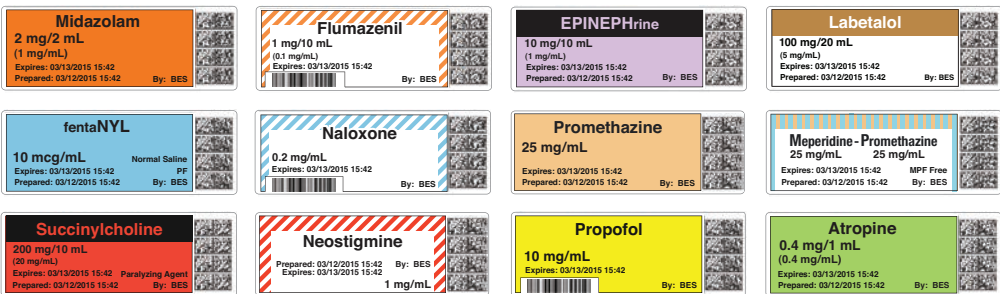 Midazolam
2 mg/2 mL
(1 mg/mL)
Expires: 03/13/2015 15:42
Prepared: 03/12/2015 15:42 By: BES
Flumazenil
1 mg/10 mL
(0.1 mg/mL)
Expires: 03/13/2015 15:42
By: BES
EPINEPHrine
10 mg/10 mL
(1 mg/mL)
Expires: 03/13/2015 15:42
Prepared: 03/12/2015 15:42 By: BES
Labetalol
100 mg/20 mL
(5 mg/mL)
Expires: 03/13/2015 15:42
Prepared: 03/12/2015 15:42 By: BES
fentaNYL
10 mcg/mL Normal Saline
Expires: 03/13/2015 15:42 PF
Prepared: 03/12/2015 15:42 By: BES
Naloxone
0.2 mg/mL
Expires: 03/13/2015 15:42
By: BES
Promethazine
25 mg/mL
Expires: 03/13/2015 15:42
Prepared: 03/12/2015 15:42 By: BES
Meperidine-Promethazine
25 mg/mL 25 mg/mL
Expires: 03/13/2015 15:42 MPF Free
Prepared: 03/12/2015 15:42 By: BES
Succinylcholine
200 mg/10 mL
(20 mg/mL)
Expires: 03/13/2015 15:42 Paralyzing Agent
Prepared: 03/12/2015 15:42 By: BES
Neostigmine
Prepared: 03/12/2015 15:42 By: BES
Expires: 03/13/2015 15:42
1 mg/mL
Propofol
10 mg/mL
Expires: 03/13/2015 15:42
By: BES
Atropine
0.4 mg/1 mL
(0.4 mg/mL)
Expires: 03/13/2015 15:42
Prepared: 03/12/2015 15:42 By: BES